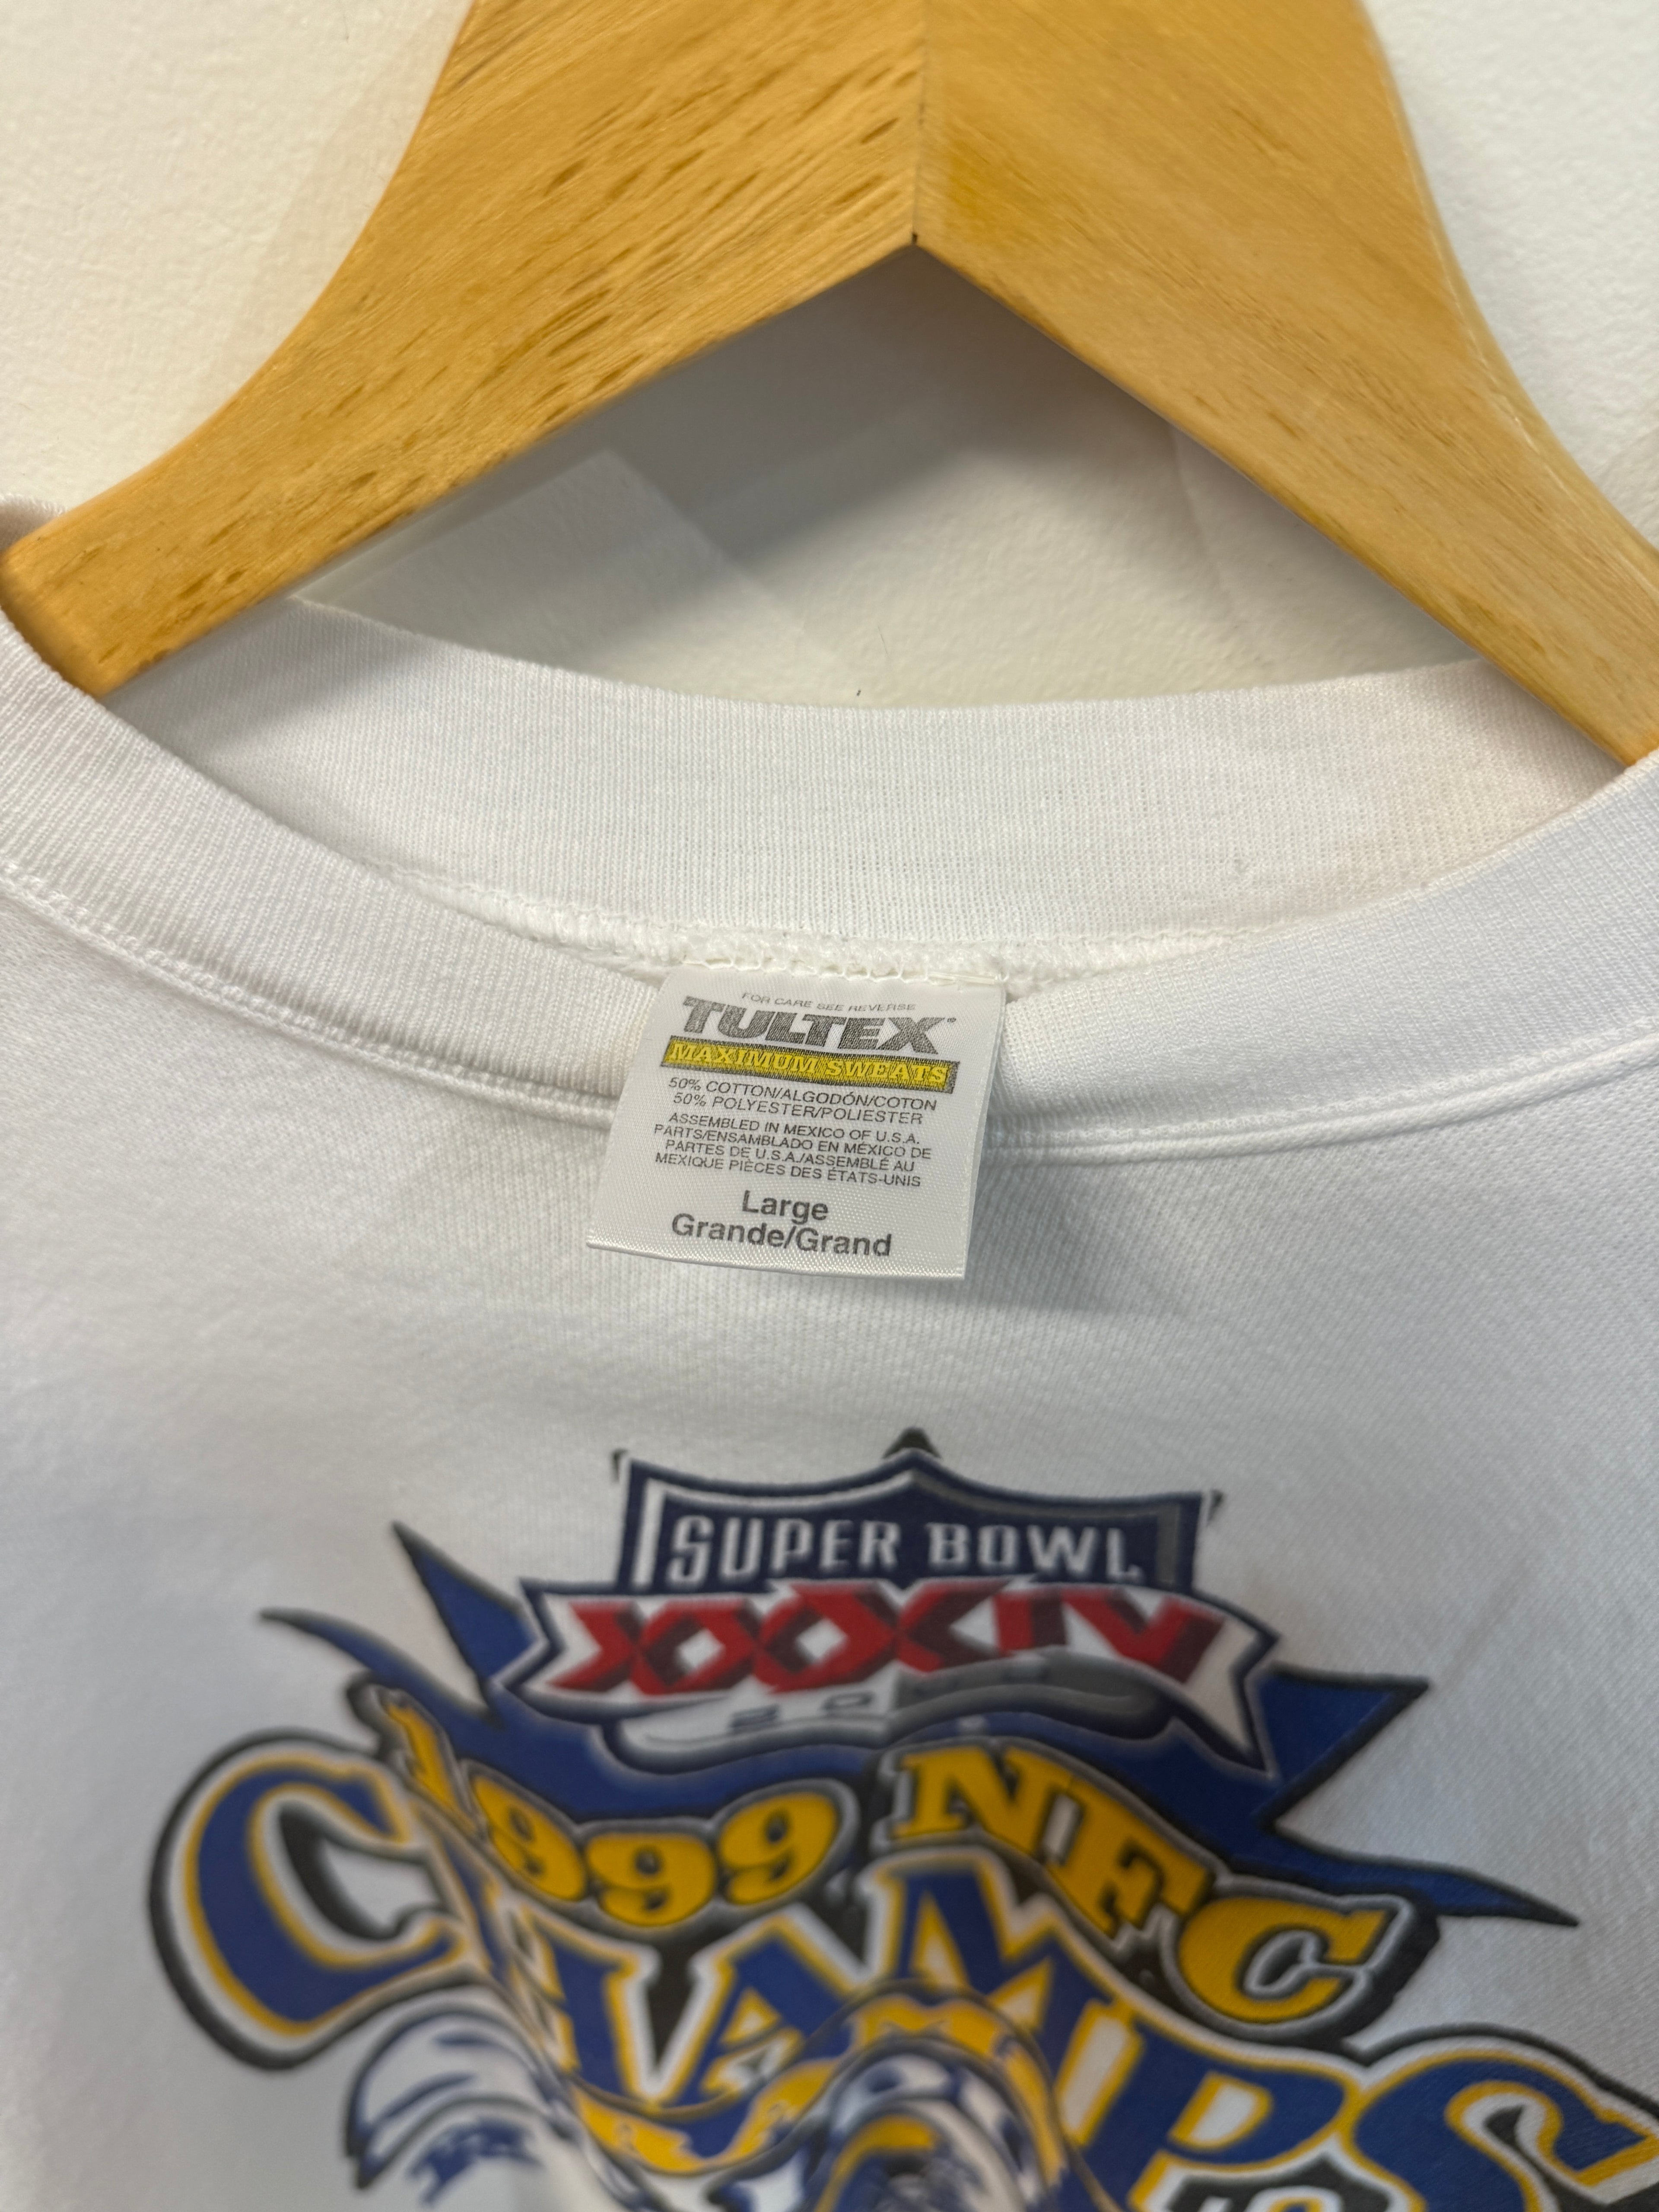 FOR CARE SEE REVERSE
TULTEX
MAXIMUM SWEATS
50% COTTON/ALGODÓN/COTON
50% POLYESTER/POLIESTER
ASSEMBLED IN MEXICO OF U.S.A.
PARTS/ENSAMBLADO EN MÉXICO DE
PARTES DE U.S.A./ASSEMBLÉ AU
MEXIQUE PIÈCES DES ÉTATS-UNIS
Large
Grande/Grand
SUPER BOWL
XXXIV
1999 NFC
CHAMPS